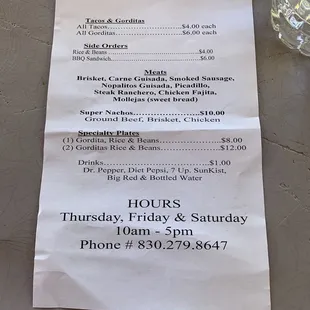 Tacos & Gorditas
All Tacos....................................$4.00 each
All Gorditas................................$6.00 each
Side Orders
Rice & Beans ..............................$4.00
BBQ Sandwich............................$6.00
Meats
Brisket, Carne Guisada, Smoked Sausage,
Nopalitos Guisada, Picadillo,
Steak Ranchero, Chicken Fajita,
Mollejas (sweet bread)
Super Nachos.......................$10.00
Ground Beef, Brisket, Chicken
Specialty Plates
(1) Gordita, Rice & Beans...................$8.00
(2) Gorditas Rice & Beans..................$12.00
Drinks.......................................$1.00
Dr. Pepper, Diet Pepsi, 7 Up. SunKist,
Big Red & Bottled Water
HOURS
Thursday, Friday & Saturday
10am - 5pm
Phone # 830.279.8647